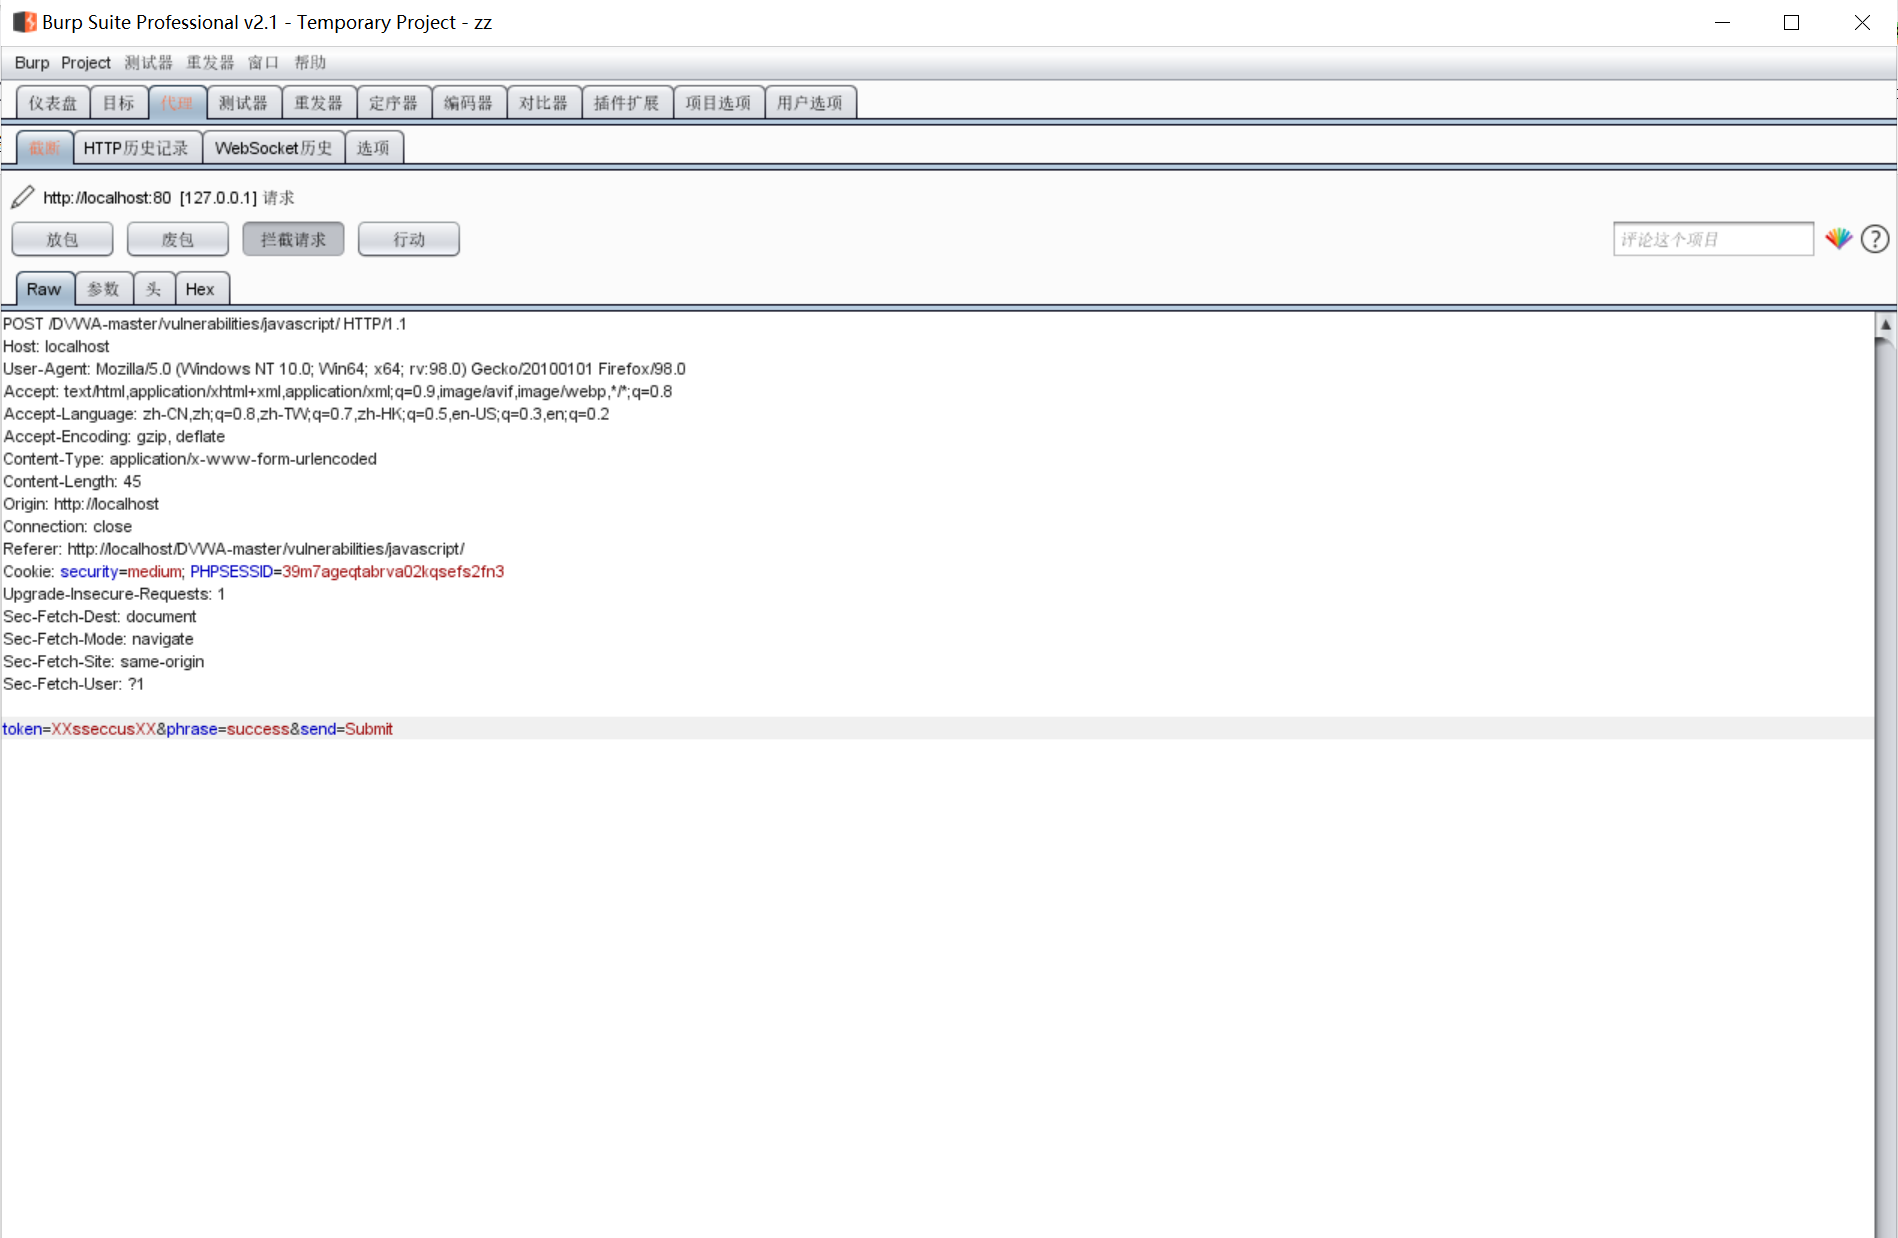 Burp Suite Professional v2.1 - Temporary Project - zz
Burp Project 测试器 重发器 窗口 帮助
仪表盘 目标 代理 测试器 重发器 定序器 编码器 对比器 插件扩展 项目选项 用户选项
截断 HTTP历史记录 WebSocket历史 选项
http://localhost:80 [127.0.0.1] 请求
放包 废包 拦截请求 行动 评论这个项目 ?
Raw 参数 头 Hex
POST /DVWA-master/vulnerabilities/javascript/ HTTP/1.1
Host: localhost
User-Agent: Mozilla/5.0 (Windows NT 10.0; Win64; x64; rv:98.0) Gecko/20100101 Firefox/98.0
Accept: text/html,application/xhtml+xml,application/xml;q=0.9,image/avif,image/webp,*/*;q=0.8
Accept-Language: zh-CN,zh;q=0.8,zh-TW;q=0.7,zh-HK;q=0.5,en-US;q=0.3,en;q=0.2
Accept-Encoding: gzip, deflate
Content-Type: application/x-www-form-urlencoded
Content-Length: 45
Origin: http://localhost
Connection: close
Referer: http://localhost/DVWA-master/vulnerabilities/javascript/
Cookie: security=medium; PHPSESSID=39m7ageqtabrva02kqsefs2fn3
Upgrade-Insecure-Requests: 1
Sec-Fetch-Dest: document
Sec-Fetch-Mode: navigate
Sec-Fetch-Site: same-origin
Sec-Fetch-User: ?1
token=XXsseccusXX&phrase=success&send=Submit